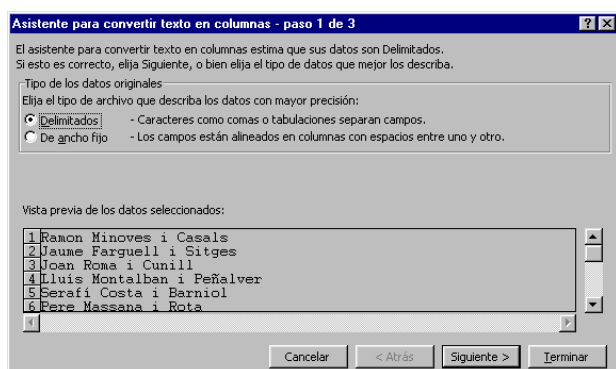 Asistente para convertir texto en columnas - paso 1 de 3
El asistente para convertir texto en columnas estima que sus datos son Delimitados.
Si esto es correcto, elija Siguiente, o bien elija el tipo de datos que mejor los describa.
Tipo de los datos originales
Elija el tipo de archivo que describa los datos con mayor precisión:
Delimitados - Caracteres como comas o tabulaciones separan campos.
De ancho fijo - Los campos están alineados en columnas con espacios entre uno y otro.
Vista previa de los datos seleccionados:
1 Ramon Minoves i Casals
2 Jaume Farguell i Sitges
3 Joan Roma i Cunill
4 Lluís Montalban i Peñalver
5 Serafí Costa i Barniol
6 Pere Massana i Rota
Cancelar < Atrás Siguiente > Terminar